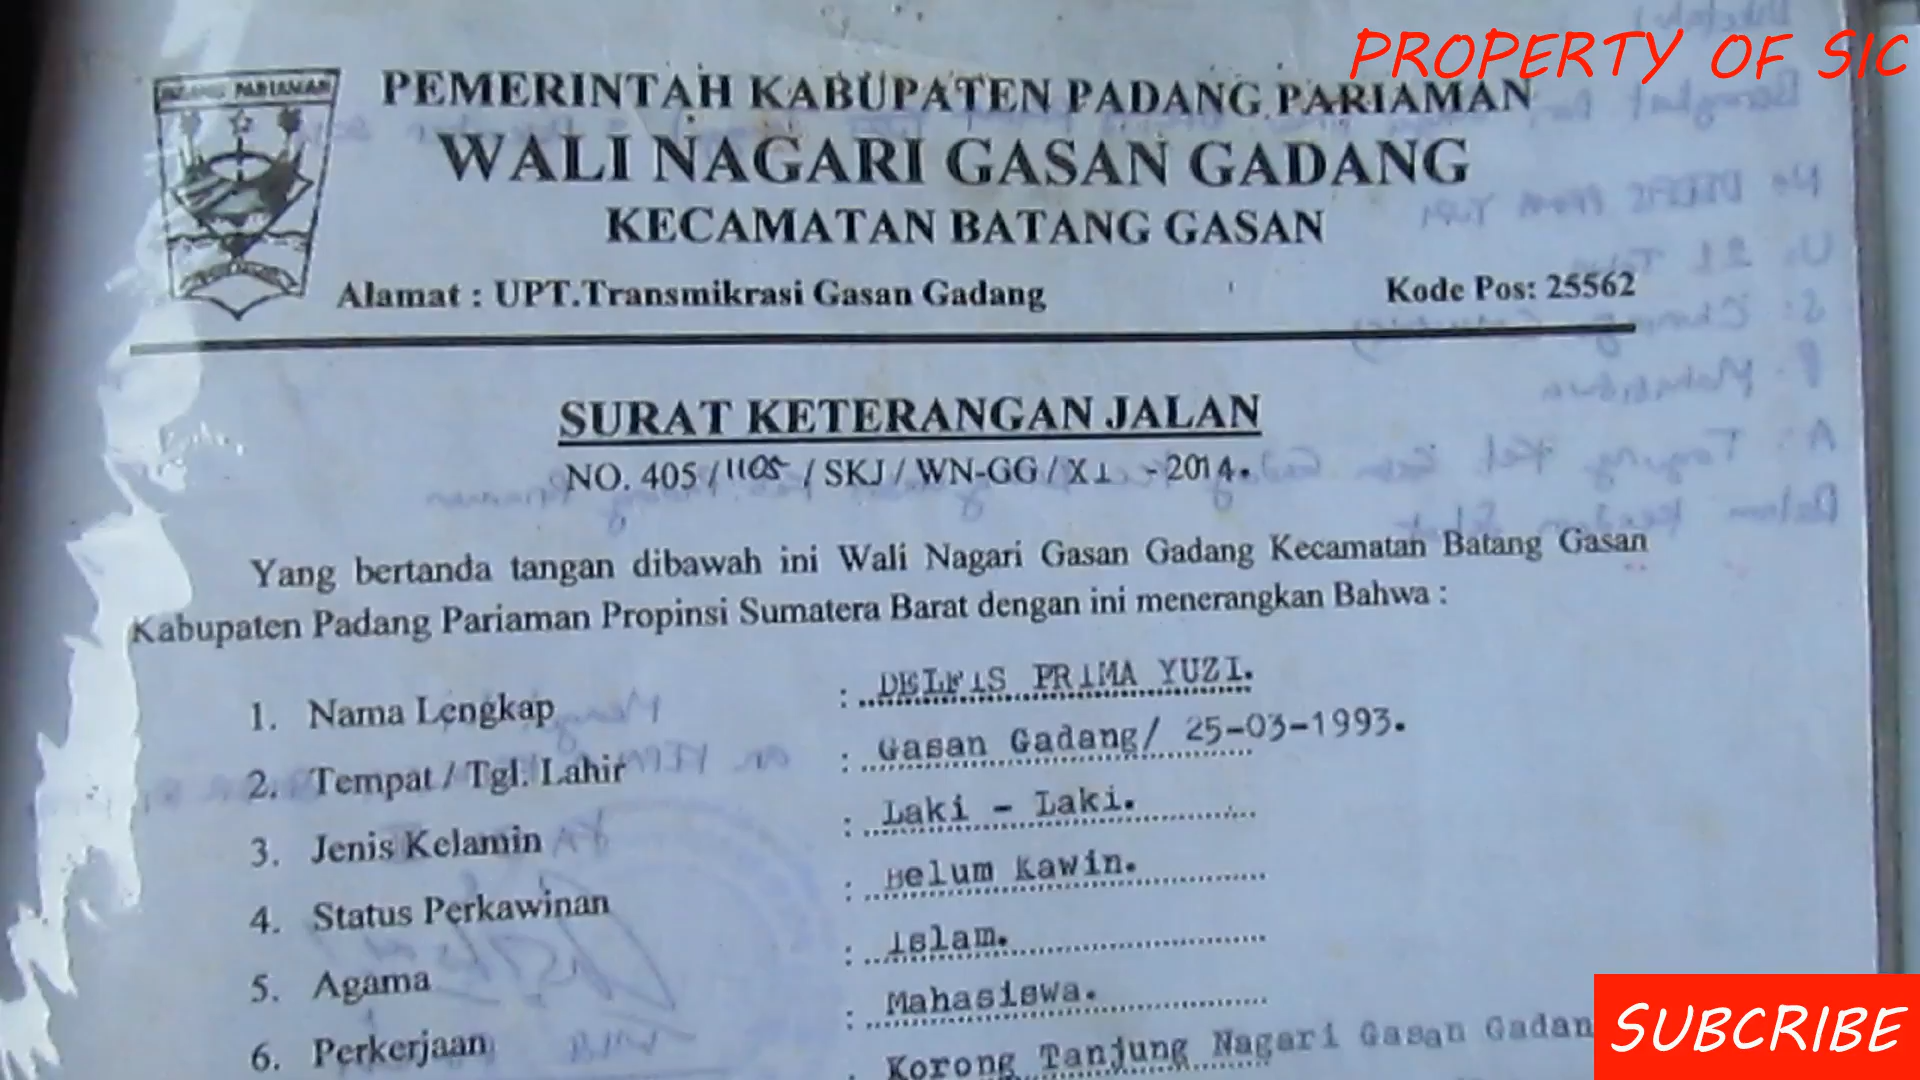 PROPERTY OF SIC
PADANG PARIAMAN
PEMERINTAH KABUPATEN PADANG PARIAMAN
WALI NAGARI GASAN GADANG
KECAMATAN BATANG GASAN
Alamat : UPT.Transmikrasi Gasan Gadang Kode Pos: 25562
SURAT KETERANGAN JALAN
NO. 405 / 1105 / SKJ / WN-GG / XI - 2014.
Yang bertanda tangan dibawah ini Wali Nagari Gasan Gadang Kecamatan Batang Gasan
Kabupaten Padang Pariaman Propinsi Sumatera Barat dengan ini menerangkan Bahwa :
1. Nama Lengkap : DELFIS PRIMA YUZI.
2. Tempat / Tgl. Lahir : Gasan Gadang/ 25-03-1993.
3. Jenis Kelamin : Laki - Laki.
4. Status Perkawinan : Belum Kawin.
5. Agama : Islam.
6. Perkerjaan : Mahasiswa.
: Korong Tanjung Nagari Gasan Gadan
SUBCRIBE